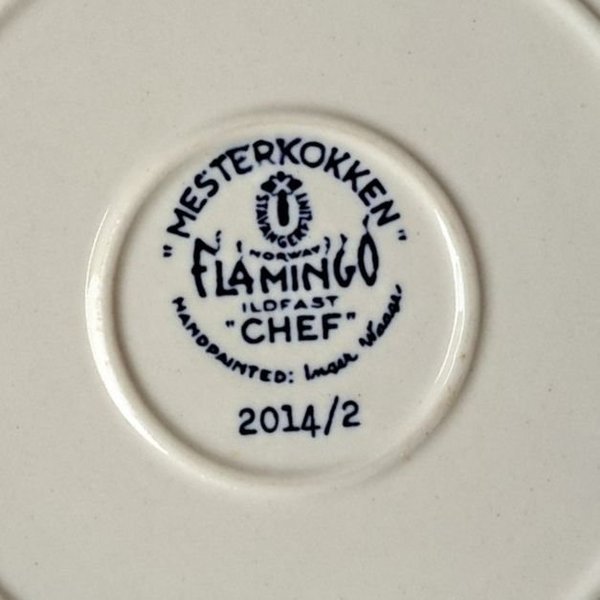 "MESTERKOKKEN"
STAVANGERFLINT
NORWAY
FLAMINGO
ILDFAST
"CHEF"
HANDPAINTED: Inger Waage.
2014/2